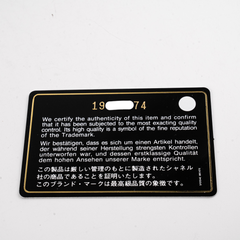 19 74
We certify the authenticity of this item and confirm
that it has been subjected to the most exacting quality
control. Its high quality is a symbol of the fine reputation
of the Trademark.
Wir bestätigen, dass es sich um einen Artikel handelt,
der während seiner Herstellung strengsten Kontrollen
unterworfen war, und dessen erstklassige Qualität
dem hohen Ansehen unserer Marke entspricht.
この製品は厳しい管理のもとに製造されたシャネル
社の商品であることを証明いたします。
このブランド・マークは最高級品質の象徴です。